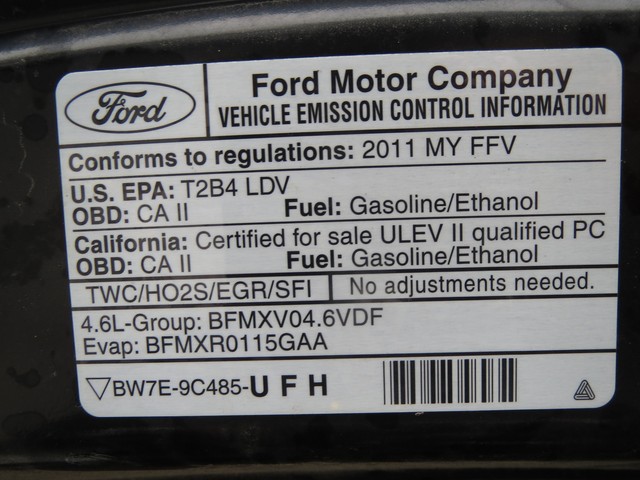 Ford
Ford Motor Company
VEHICLE EMISSION CONTROL INFORMATION
Conforms to regulations: 2011 MY FFV
U.S. EPA: T2B4 LDV
OBD: CA II Fuel: Gasoline/Ethanol
California: Certified for sale ULEV II qualified PC
OBD: CA II Fuel: Gasoline/Ethanol
TWC/HO2S/EGR/SFI No adjustments needed.
4.6L-Group: BFMXV04.6VDF
Evap: BFMXR0115GAA
BW7E-9C485-U F H